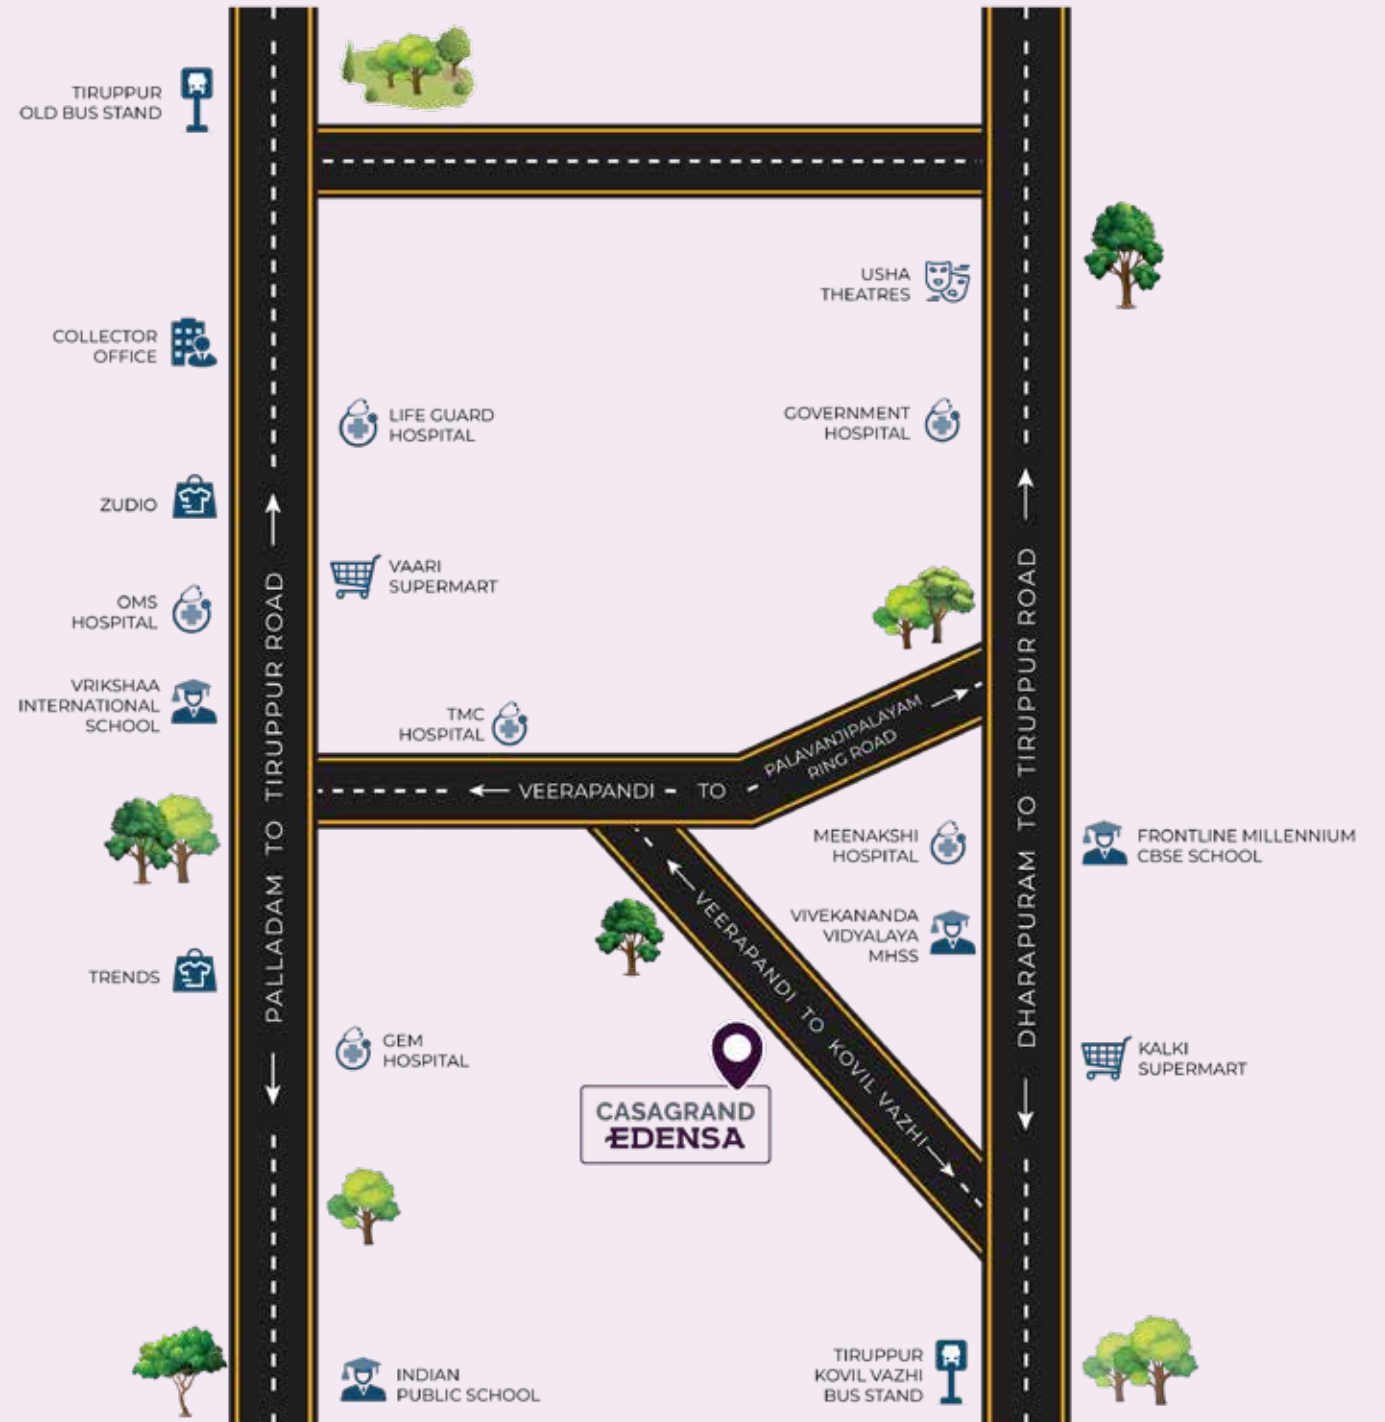 TIRUPPUR
OLD BUS STAND
USHA
THEATRES
COLLECTOR
OFFICE
LIFE GUARD
HOSPITAL
GOVERNMENT
HOSPITAL
ZUDIO
VAARI
SUPERMART
OMS
HOSPITAL
VRIKSHAA
INTERNATIONAL
SCHOOL
TMC
HOSPITAL
PALLADAM TO TIRUPPUR ROAD
DHARAPURAM TO TIRUPPUR ROAD
VEERAPANDI - TO -
PALAVANJIPALAYAM
RING ROAD
MEENAKSHI
HOSPITAL
FRONTLINE MILLENNIUM
CBSE SCHOOL
VIVEKANANDA
VIDYALAYA
MHSS
VEERAPANDI TO KOVIL VAZHI
TRENDS
GEM
HOSPITAL
KALKI
SUPERMART
CASAGRAND
EDENSA
INDIAN
PUBLIC SCHOOL
TIRUPPUR
KOVIL VAZHI
BUS STAND